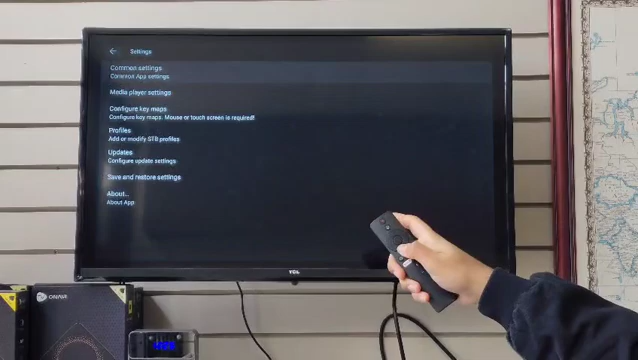 Settings
Common settings
Common App settings
Media player settings
Configure key maps
Configure key maps. Mouse or touch screen is required!
Profiles
Add or modify STB profiles
Updates
Configure update settings
Save and restore settings
About...
About App
TCL